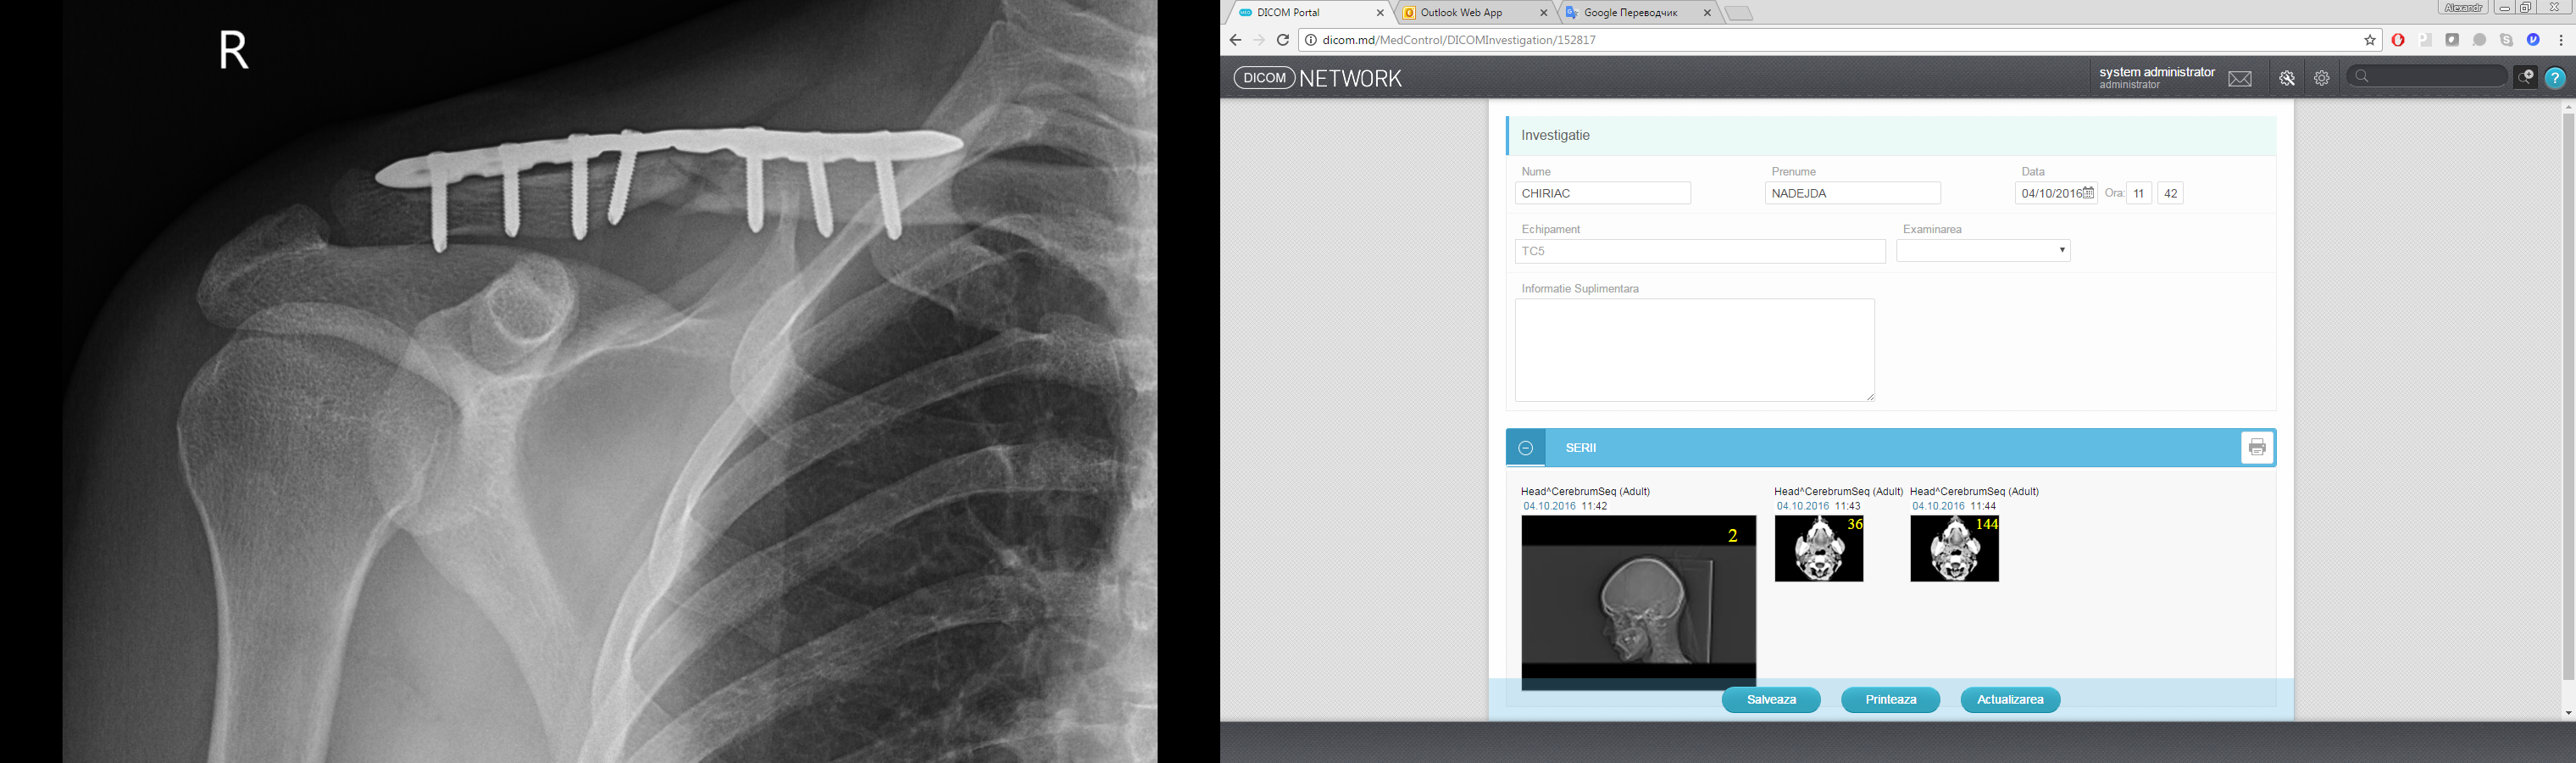 R
DICOM Portal
Outlook Web App
Google Переводчик
Alexandr
dicom.md/MedControl/DICOMInvestigation/152817
DICOM NETWORK
system administrator
administrator
Investigatie
Nume
Prenume
Data
CHIRIAC
NADEJDA
04/10/2016
Ora:
11
42
Echipament
Examinarea
TC5
Informatie Suplimentara
SERII
Head^CerebrumSeq (Adult)
04.10.2016 11:42
2
Head^CerebrumSeq (Adult)
04.10.2016 11:43
36
Head^CerebrumSeq (Adult)
04.10.2016 11:44
144
Salveaza
Printeaza
Actualizarea